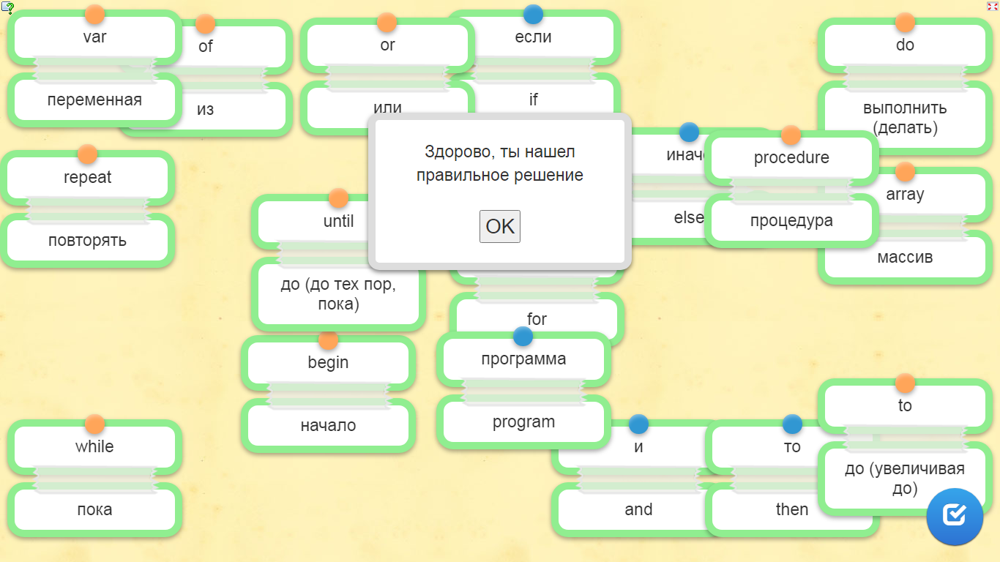 var
переменная
of
из
or
или
если
if
do
выполнить
(делать)
repeat
повторять
until
до (до тех пор,
пока)
Здорово, ты нашел
правильное решение
OK
else
procedure
процедура
array
массив
for
begin
начало
программа
program
while
пока
и
and
то
then
to
до (увеличивая
до)